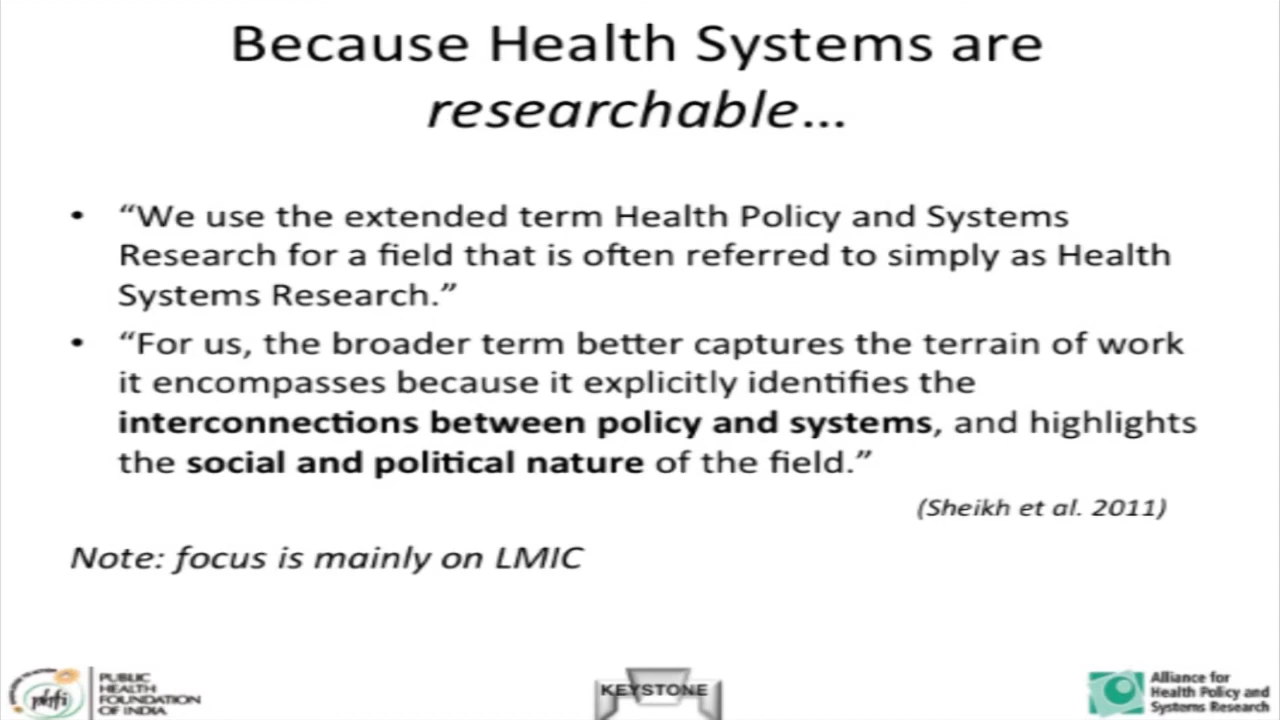 Because Health Systems are
researchable...
• “We use the extended term Health Policy and Systems
Research for a field that is often referred to simply as Health
Systems Research.”
• “For us, the broader term better captures the terrain of work
it encompasses because it explicitly identifies the
interconnections between policy and systems, and highlights
the social and political nature of the field.”
(Sheikh et al. 2011)
Note: focus is mainly on LMIC
phfi
PUBLIC
HEALTH
FOUNDATION
OF INDIA
KEYSTONE
Alliance for
Health Policy and
Systems Research